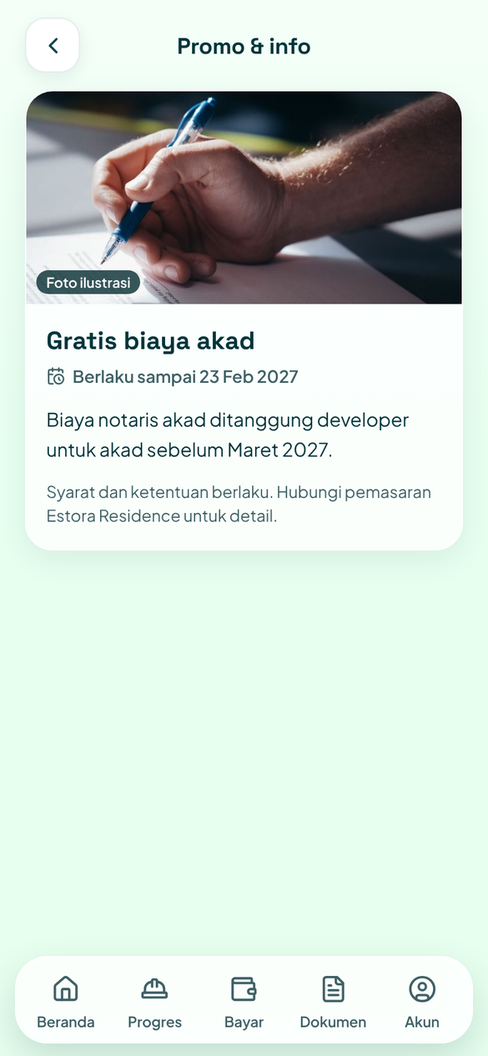 Promo & info
Foto ilustrasi
Gratis biaya akad
Berlaku sampai 23 Feb 2027
Biaya notaris akad ditanggung developer
untuk akad sebelum Maret 2027.
Syarat dan ketentuan berlaku. Hubungi pemasaran
Estora Residence untuk detail.
Beranda
Progres
Bayar
Dokumen
Akun